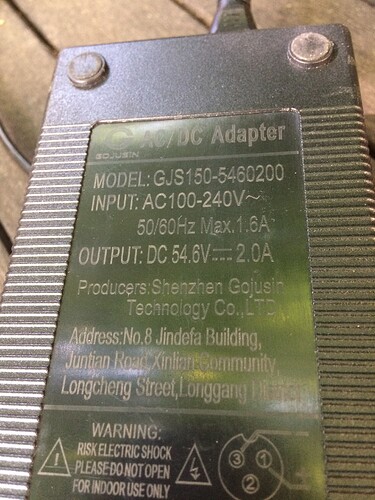 AC/DC Adapter
GOJUSIN
MODEL: GJS150-5460200
INPUT: AC100-240V~
50/60Hz Max.1.6A
OUTPUT: DC 54.6V⎓2.0A
Producers:Shenzhen Gojusin
Technology Co.,LTD
Address:No.8 Jindefa Building,
Juntian Road,Xinlian Community,
Longcheng Street,Longgang
WARNING:
RISK ELECTRIC SHOCK
PLEASE DO NOT OPEN
FOR INDOOR USE ONLY
3 1
2